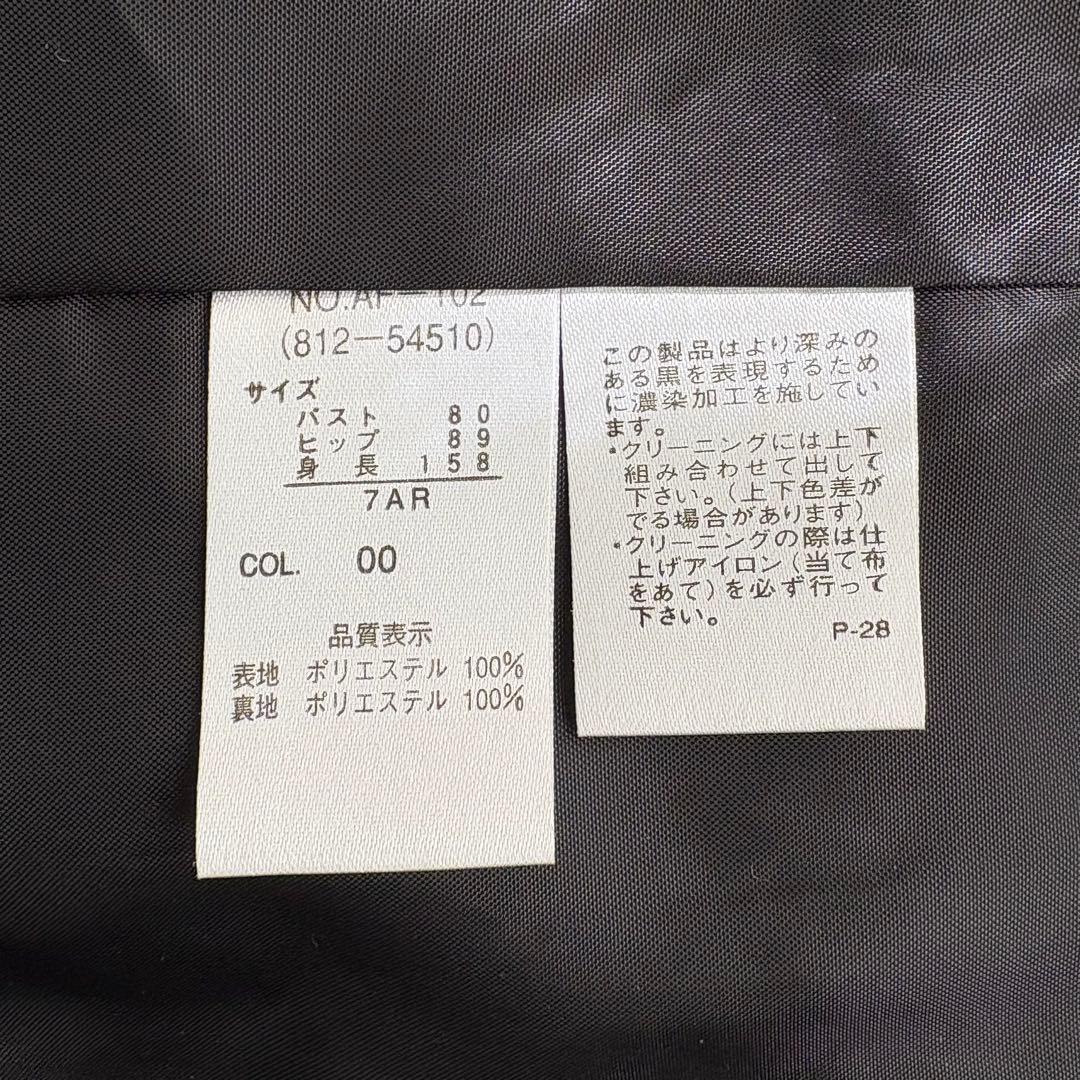 NO.AF-102
(812-54510)
サイズ
バスト 80
ヒップ 89
身長 158
7AR
COL. 00
品質表示
表地 ポリエステル 100%
裏地 ポリエステル 100%
この製品はより深みの
ある黒を表現するため
に濃染加工を施してい
ます。
・クリーニングには上下
組み合わせて出して
下さい。(上下色差が
でる場合があります)
・クリーニングの際は仕
上げアイロン(当て布
をあて)を必ず行って
下さい。
P-28